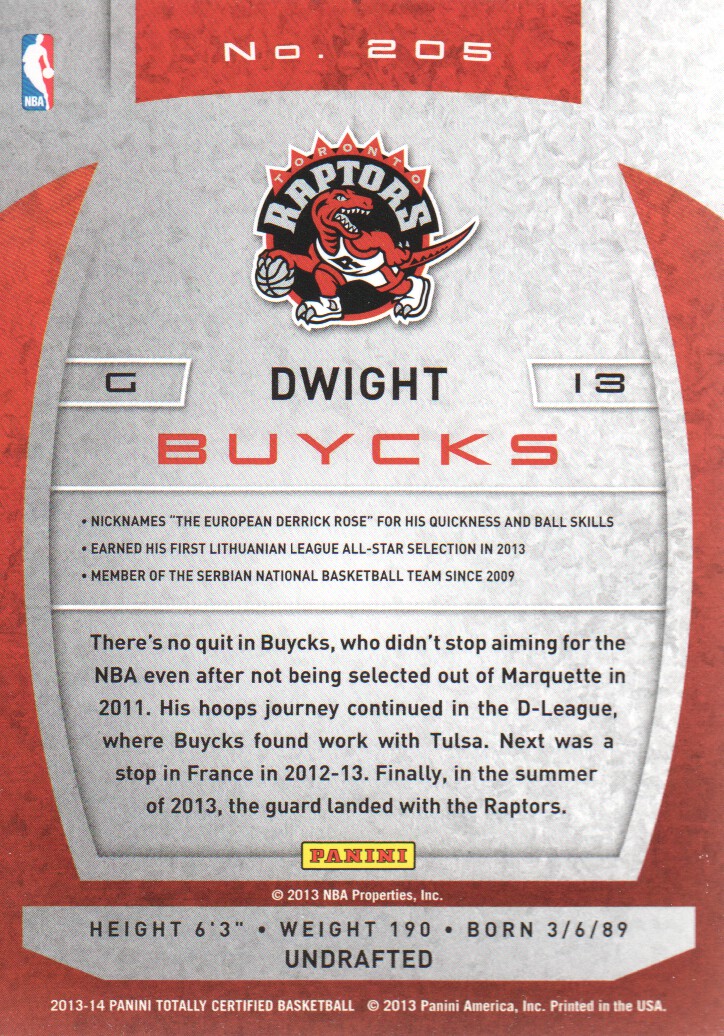 No. 205
NBA
TORONTO
RAPTORS
G
DWIGHT
13
BUYCKS
• NICKNAMES "THE EUROPEAN DERRICK ROSE" FOR HIS QUICKNESS AND BALL SKILLS
• EARNED HIS FIRST LITHUANIAN LEAGUE ALL-STAR SELECTION IN 2013
• MEMBER OF THE SERBIAN NATIONAL BASKETBALL TEAM SINCE 2009
There's no quit in Buycks, who didn't stop aiming for the
NBA even after not being selected out of Marquette in
2011. His hoops journey continued in the D-League,
where Buycks found work with Tulsa. Next was a
stop in France in 2012-13. Finally, in the summer
of 2013, the guard landed with the Raptors.
PANINI
© 2013 NBA Properties, Inc.
HEIGHT 6'3" • WEIGHT 190 • BORN 3/6/89
UNDRAFTED
2013-14 PANINI TOTALLY CERTIFIED BASKETBALL © 2013 Panini America, Inc. Printed in the USA.